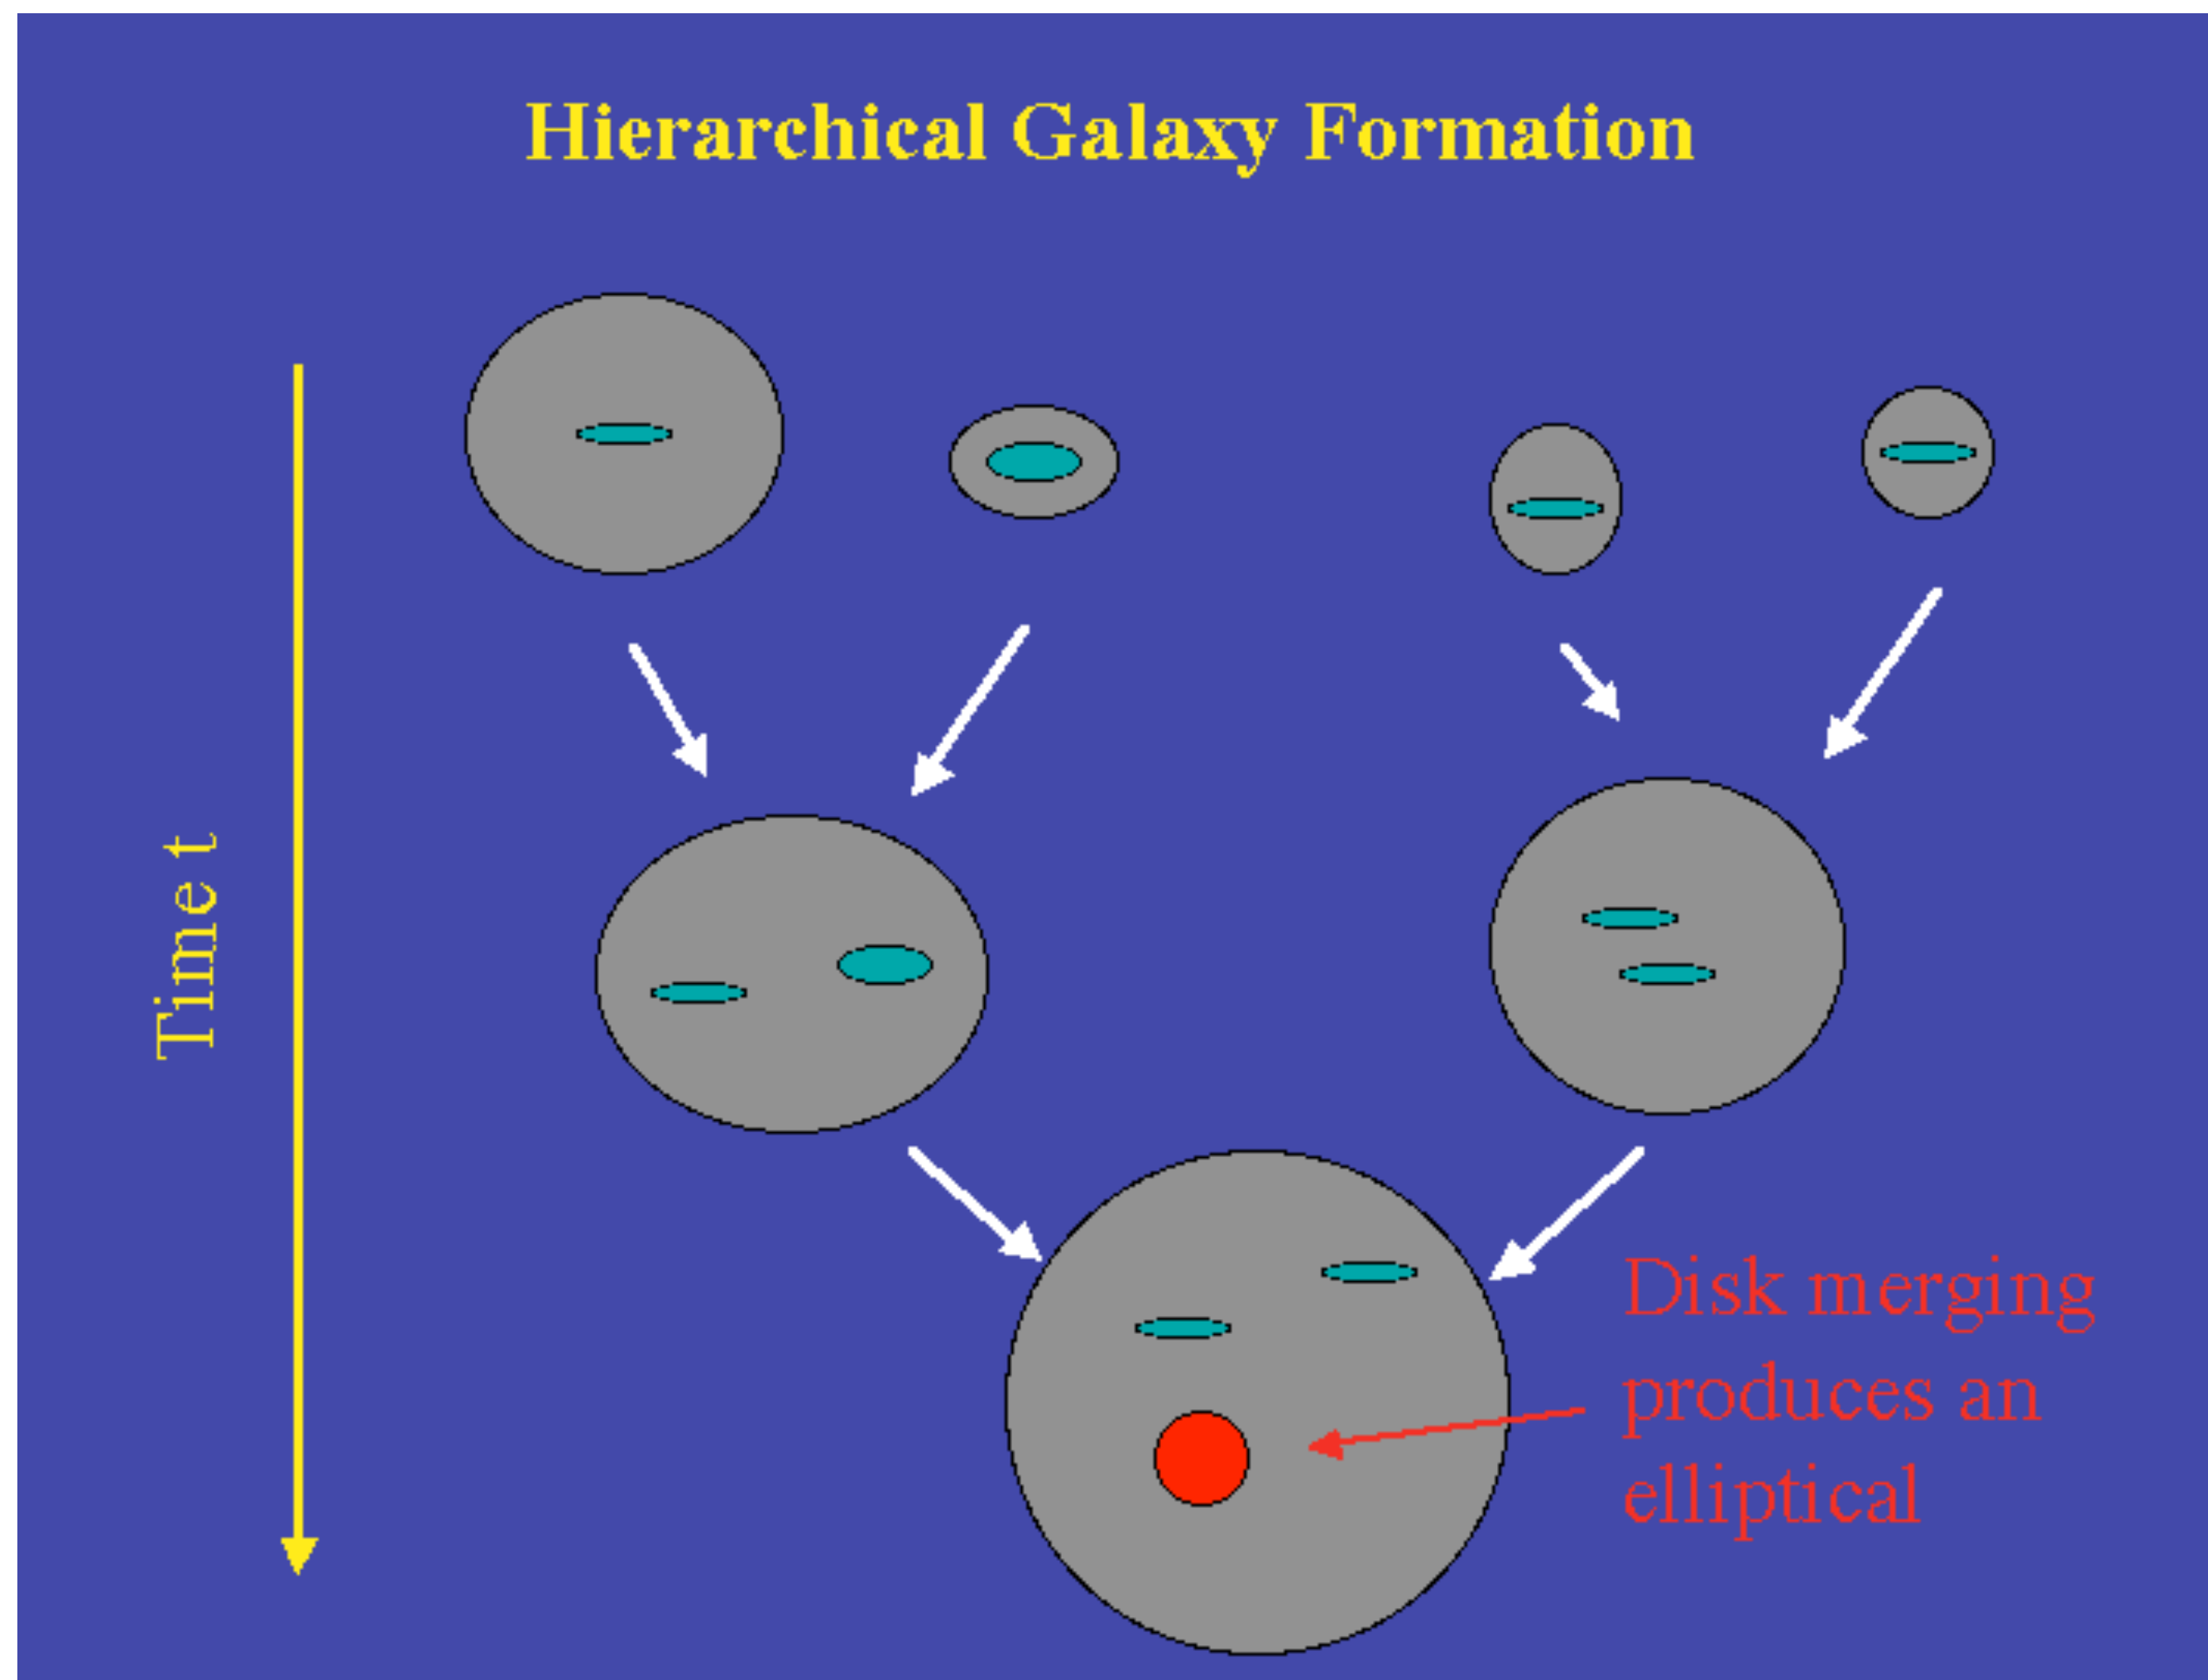 Hierarchical Galaxy Formation
Time t
Disk merging
produces an
elliptical